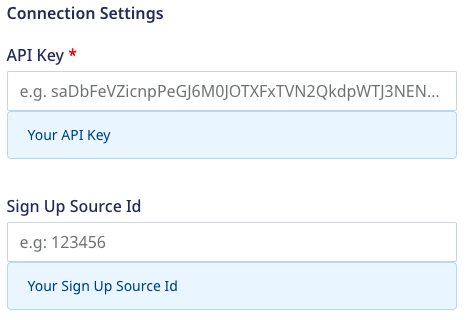 Connection Settings
API Key *
e.g. saDbFeVZicnpPeGJ6M0JOTXFxTVN2QkdpWTJ3NEN...
Your API Key
Sign Up Source Id
e.g: 123456
Your Sign Up Source Id